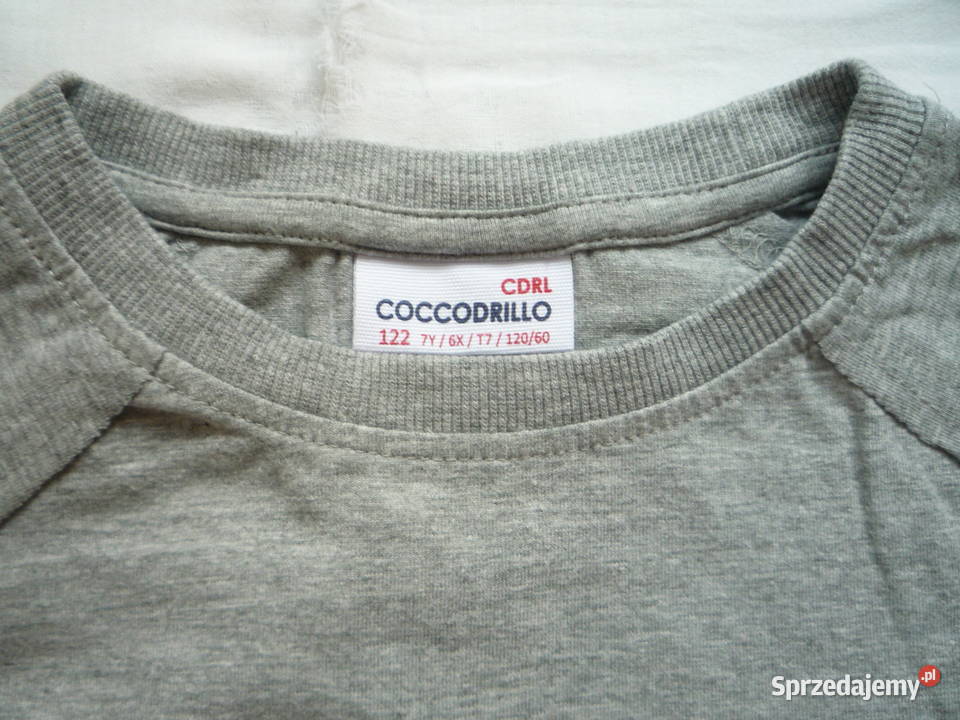 CDRL
COCCODRILLO
122 7Y / 6X / T7 / 120/60
Sprzedajemy.pl